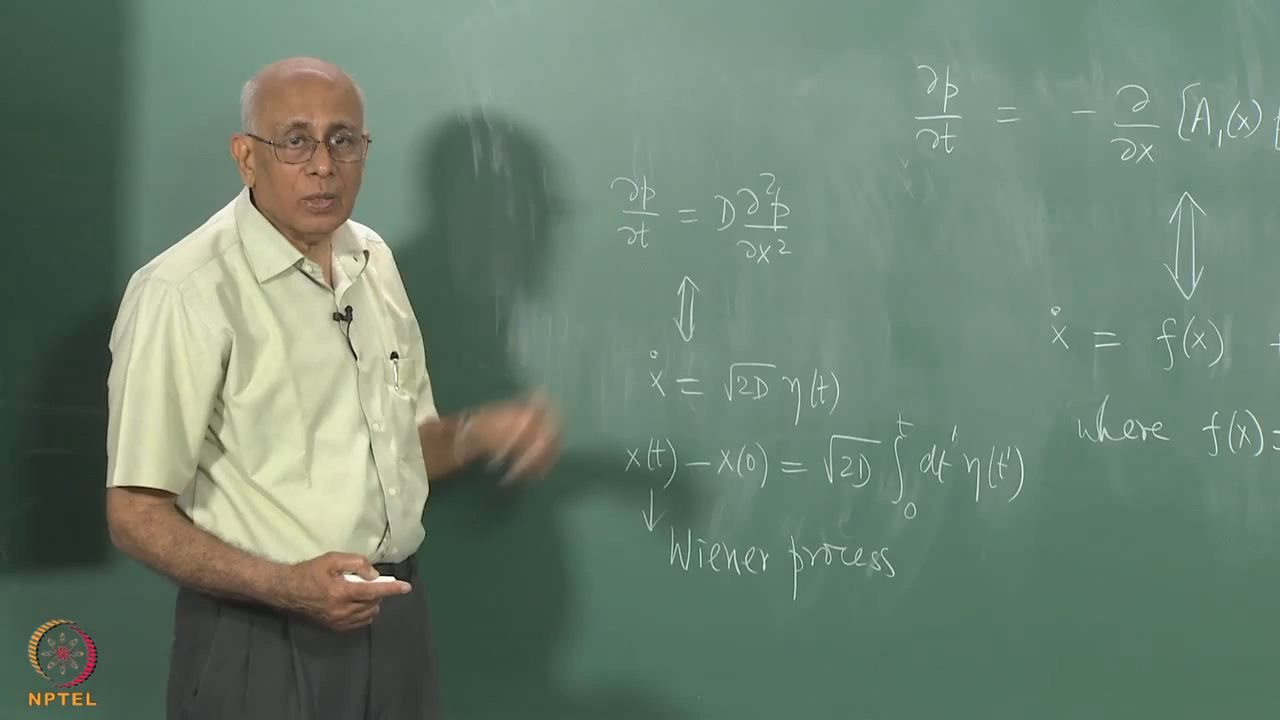 ∂p/∂t = D ∂²p/∂x²
⇕
ẋ = √2D η(t)
x(t) − x(0) = √2D ∫₀ᵗ dt′ η(t′)
↓
Wiener process
∂p/∂t = − ∂/∂x [A₁(x) p
⇕
ẋ = f(x) +
where f(x) =
NPTEL